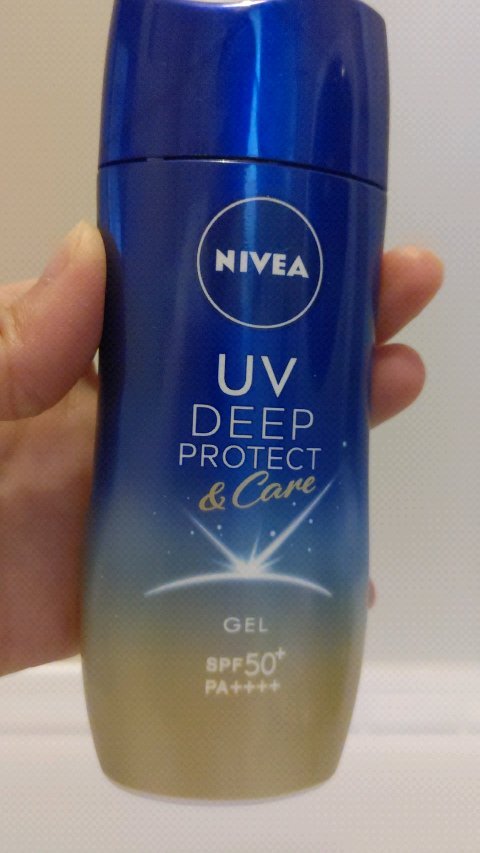 NIVEA
UV
DEEP
PROTECT
& Care
GEL
SPF50+
PA++++